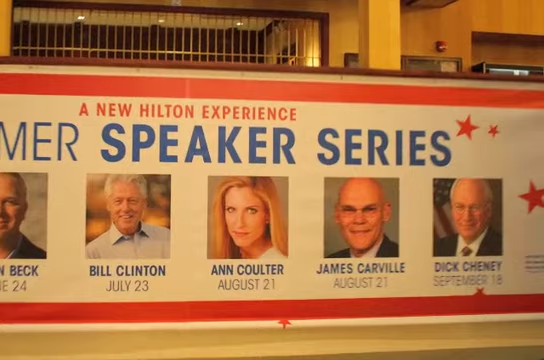 A NEW HILTON EXPERIENCE
MER SPEAKER SERIES
N BECK
BILL CLINTON
ANN COULTER
JAMES CARVILLE
DICK CHENEY
E 24
JULY 23
AUGUST 21
AUGUST 21
SEPTEMBER 18